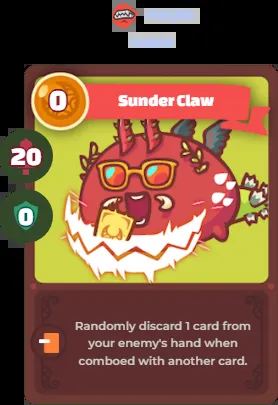 0
Sunder Claw
20
0
Randomly discard 1 card from
your enemy's hand when
comboed with another card.